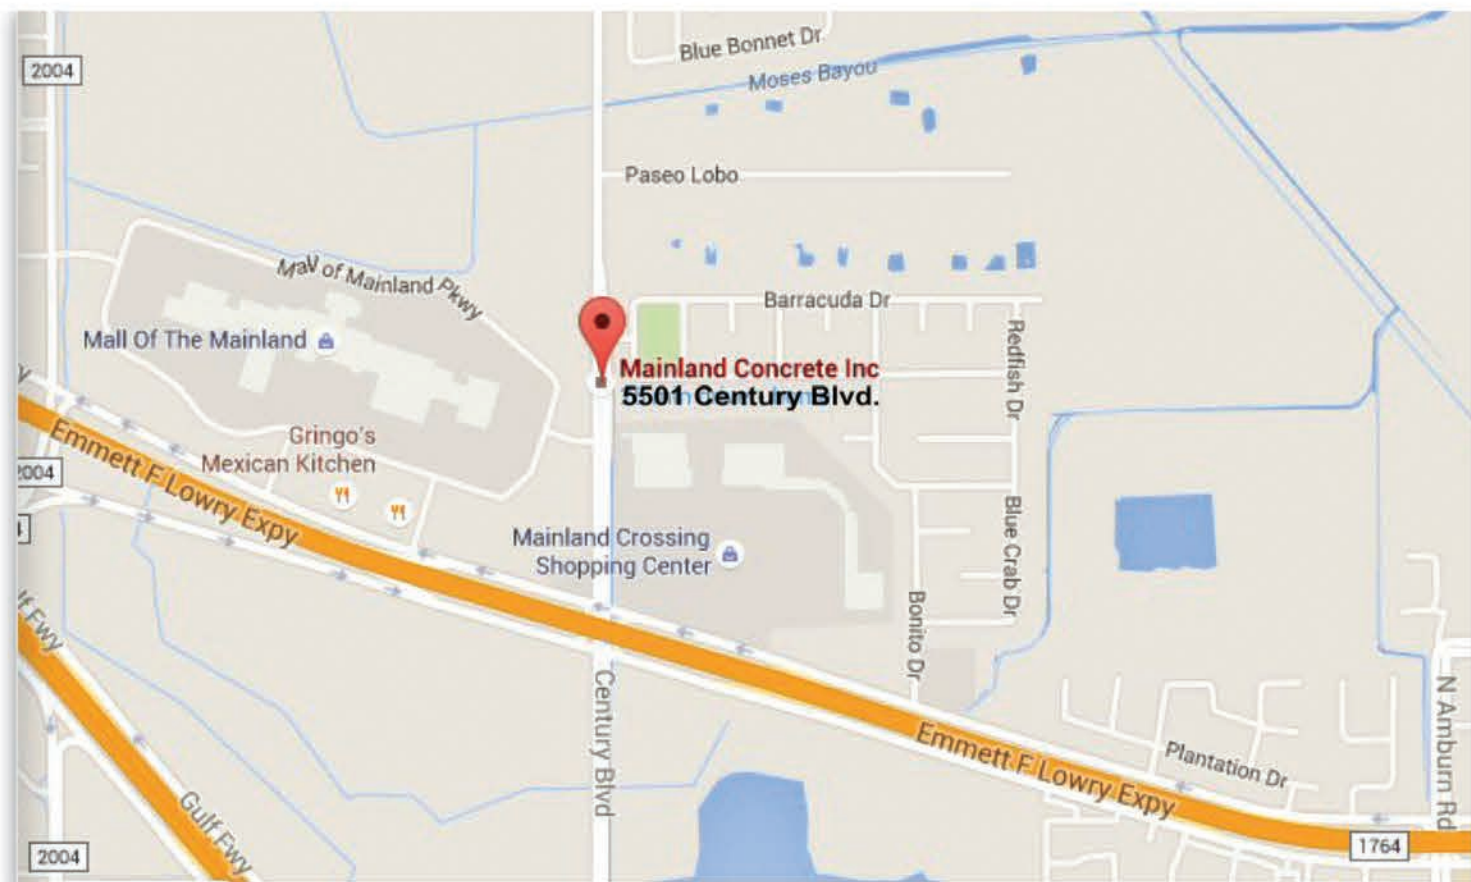 Blue Bonnet Dr
2004
Moses Bayou
Paseo Lobo
Mall of Mainland Pkwy
Barracuda Dr
Mall Of The Mainland
Redfish Dr
Mainland Concrete Inc
5501 Century Blvd.
Emmett F Lowry Expy
Gringo's
Mexican Kitchen
2004
Mainland Crossing
Shopping Center
Blue Crab Dr
Bonito Dr
Century Blvd
N Amburn Rd
Emmett F Lowry Expy
Plantation Dr
Gulf Fwy
1764
2004